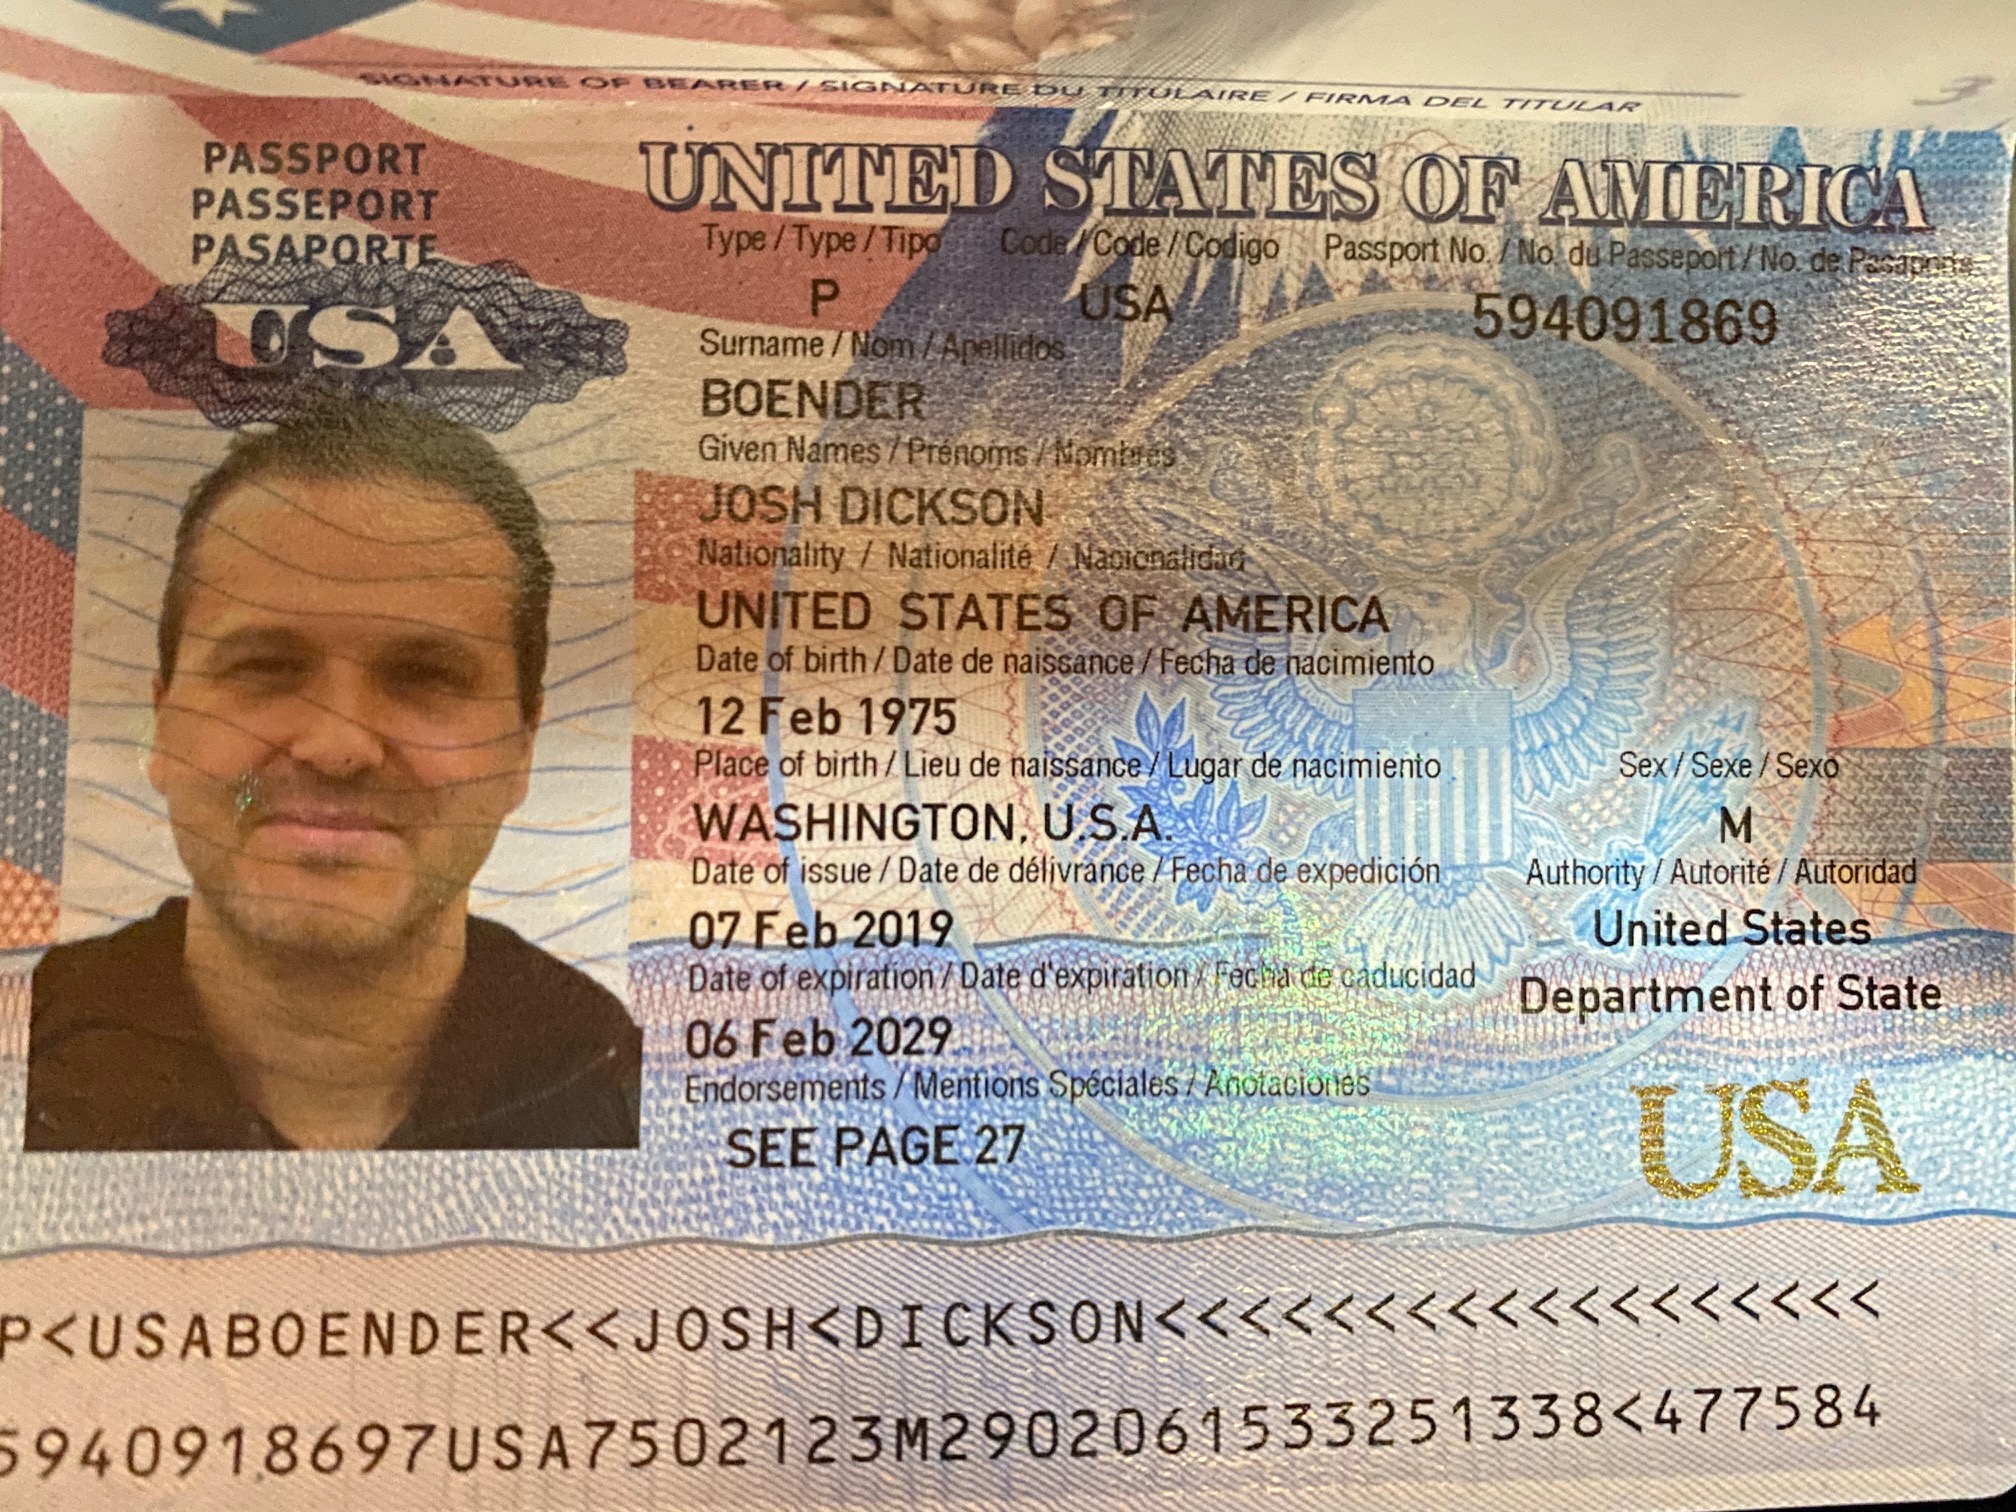 SIGNATURE OF BEARER / SIGNATURE DU TITULAIRE / FIRMA DEL TITULAR
3
PASSPORT
PASSEPORT
PASAPORTE
USA
UNITED STATES OF AMERICA
Type / Type / Tipo Code / Code / Codigo Passport No. / No. du Passeport / No. de Pasaporte
P USA 594091869
Surname / Nom / Apellidos
BOENDER
Given Names / Prénoms / Nombres
JOSH DICKSON
Nationality / Nationalité / Nacionalidad
UNITED STATES OF AMERICA
Date of birth / Date de naissance / Fecha de nacimiento
12 Feb 1975
Place of birth / Lieu de naissance / Lugar de nacimiento Sex / Sexe / Sexo
WASHINGTON, U.S.A. M
Date of issue / Date de délivrance / Fecha de expedición Authority / Autorité / Autoridad
07 Feb 2019 United States
Date of expiration / Date d'expiration / Fecha de caducidad Department of State
06 Feb 2029
Endorsements / Mentions Spéciales / Anotaciones
SEE PAGE 27
USA
P<USABOENDER<<JOSH<DICKSON<<<<<<<<<<<<<<<<<<
5940918697USA7502123M2902061533251338<477584